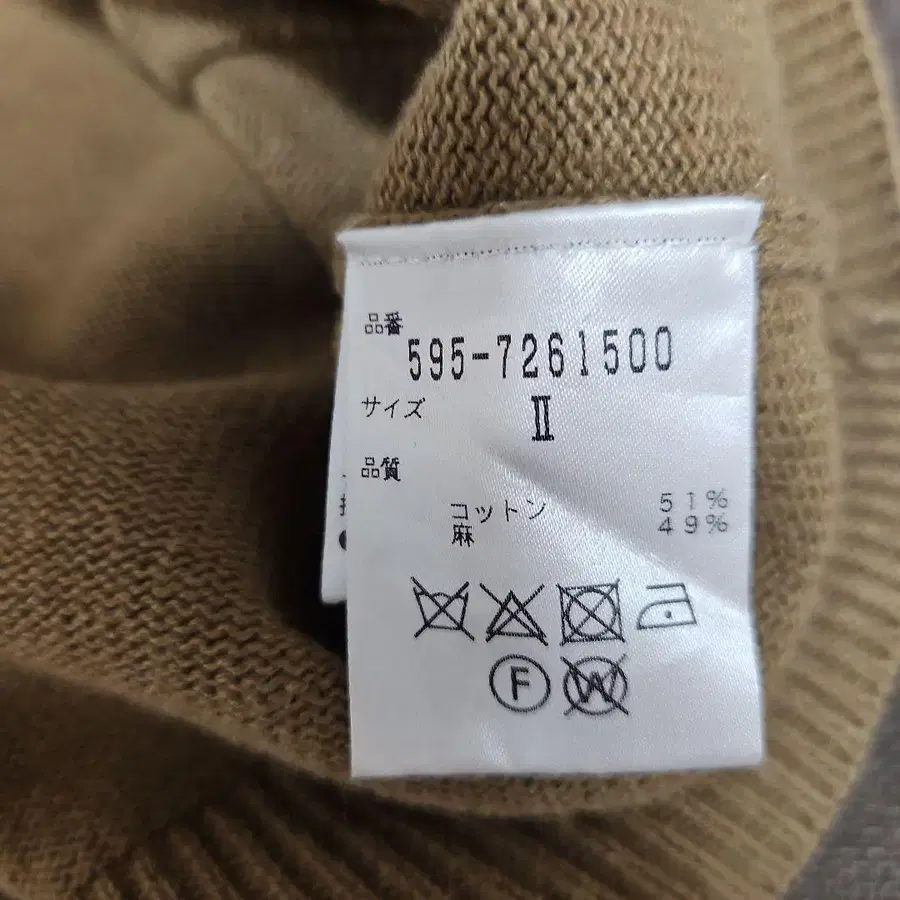 品番
595-7261500
サイズ II
品質
コットン 51%
麻 49%
F W